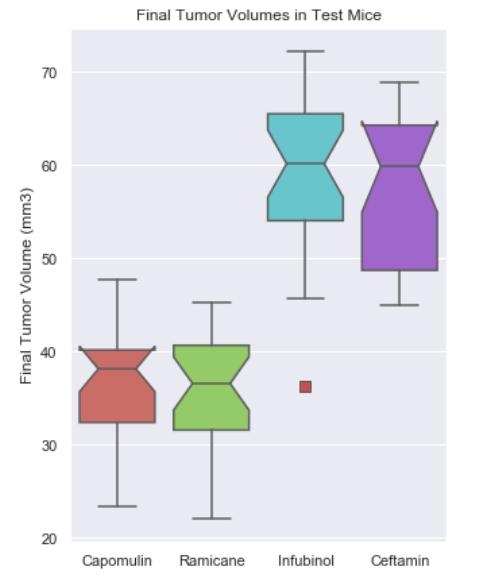 Final Tumor Volumes in Test Mice
Final Tumor Volume (mm3)
70
60
50
40
30
20
Capomulin Ramicane Infubinol Ceftamin